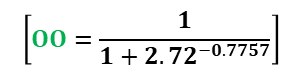 [OO = 1 / (1 + 2.72^−0.7757)]